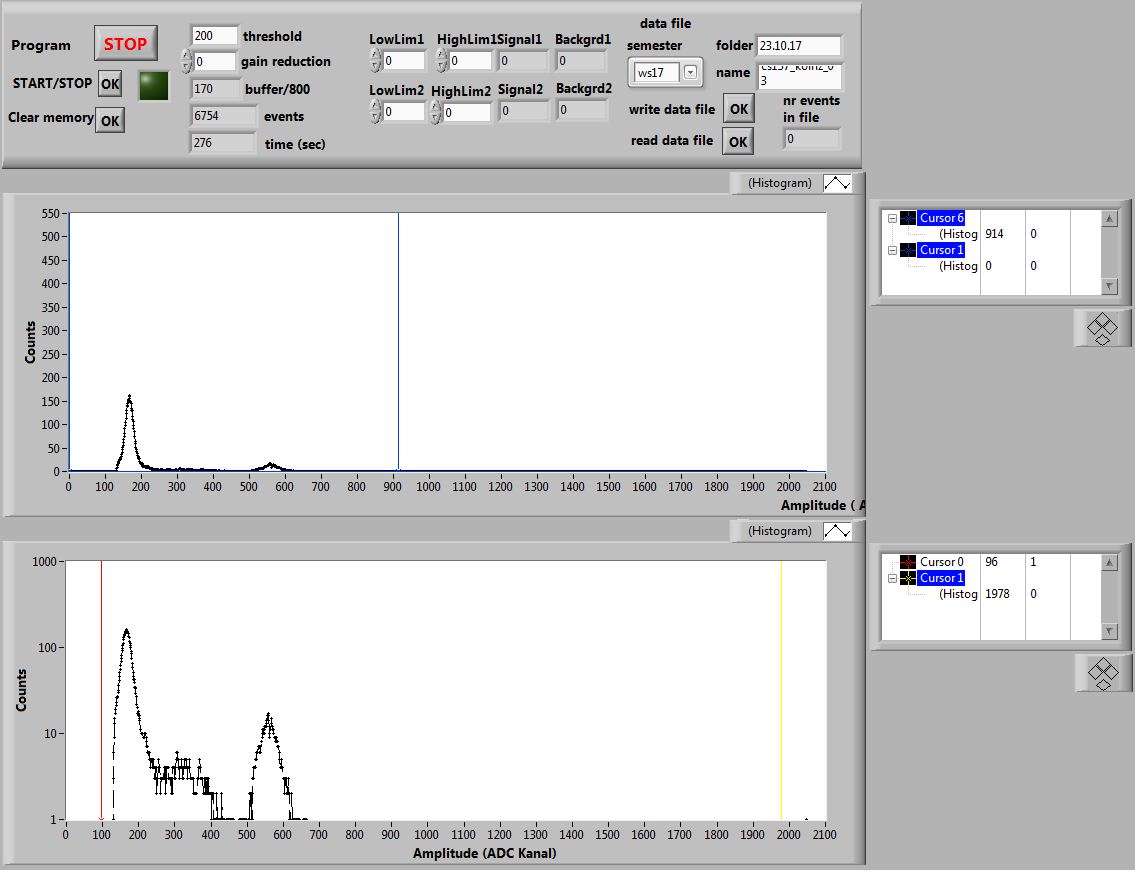 Program STOP
START/STOP OK
Clear memory OK
200 threshold
0 gain reduction
170 buffer/800
6754 events
276 time (sec)
LowLim1 HighLim1 Signal1 Backgrd1
0 0 0 0
LowLim2 HighLim2 Signal2 Backgrd2
0 0 0 0
data file
semester folder 23.10.17
ws17 name
3
write data file OK nr events
in file
read data file OK 0
(Histogram)
550
500
450
400
350
300
250
200
150
100
50
0
Counts
0 100 200 300 400 500 600 700 800 900 1000 1100 1200 1300 1400 1500 1600 1700 1800 1900 2000 2100
Amplitude ( A
Cursor 6
(Histog 914 0
Cursor 1
(Histog 0 0
(Histogram)
1000
100
10
1
Counts
0 100 200 300 400 500 600 700 800 900 1000 1100 1200 1300 1400 1500 1600 1700 1800 1900 2000 2100
Amplitude (ADC Kanal)
Cursor 0 96 1
Cursor 1
(Histog 1978 0